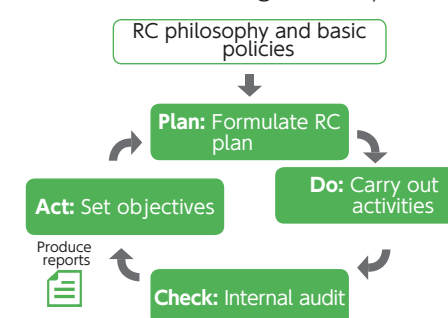 RC philosophy and basic
policies
Plan: Formulate RC
plan
Do: Carry out
activities
Act: Set objectives
Produce
reports
Check: Internal audit